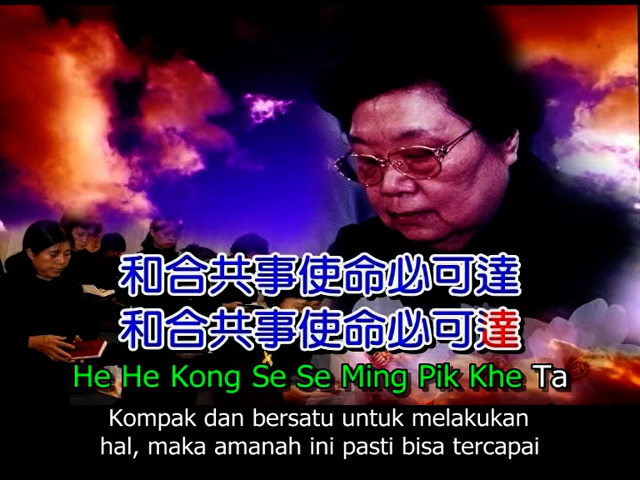 和合共事使命必可達
和合共事使命必可達
He He Kong Se Se Ming Pik Khe Ta
Kompak dan bersatu untuk melakukan
hal, maka amanah ini pasti bisa tercapai